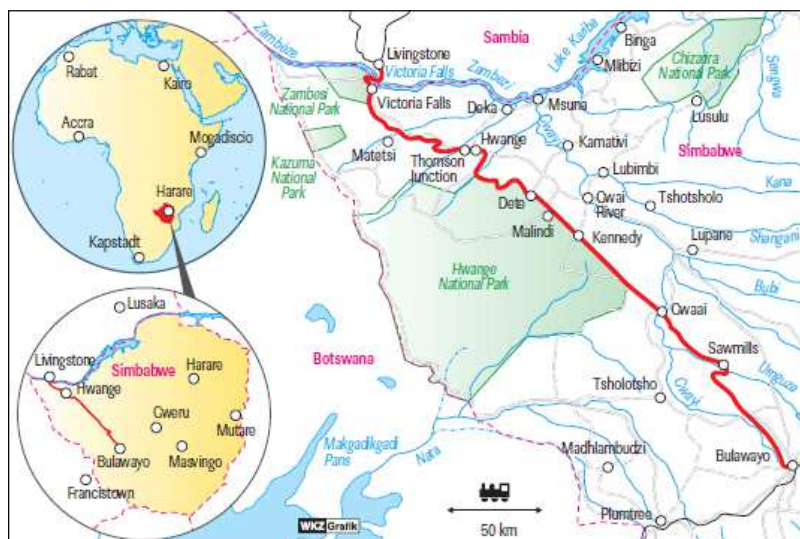 Rabat
Kairo
Accra
Mogadiscio
Harare
Kapstadt
Lusaka
Livingstone
Simbabwe
Harare
Hwange
Gweru
Mutare
Bulawayo
Masvingo
Francistown
Zambeze
Livingstone
Sambia
Victoria Falls
Victoria Falls
Zambezi
Lake Kariba
Binga
Mlibizi
Chizarira
National Park
Sengwa
Zambesi
National Park
Deka
Msuna
Lusulu
Matetsi
Hwange
Gwayi
Kamativi
Simbabwe
Kazuma
National
Park
Thomson
Junction
Lubimbi
Kana
Dete
Gwai
River
Tshotsholo
Malindi
Kennedy
Shangani
Lupane
Hwange
National Park
Bubi
Gwaai
Botswana
Sawmills
Umguza
Tsholotsho
Gwayi
Makgadikgadi
Pans
Nata
Madhlambudzi
Bulawayo
Plumtree
50 km
WKZ Grafik